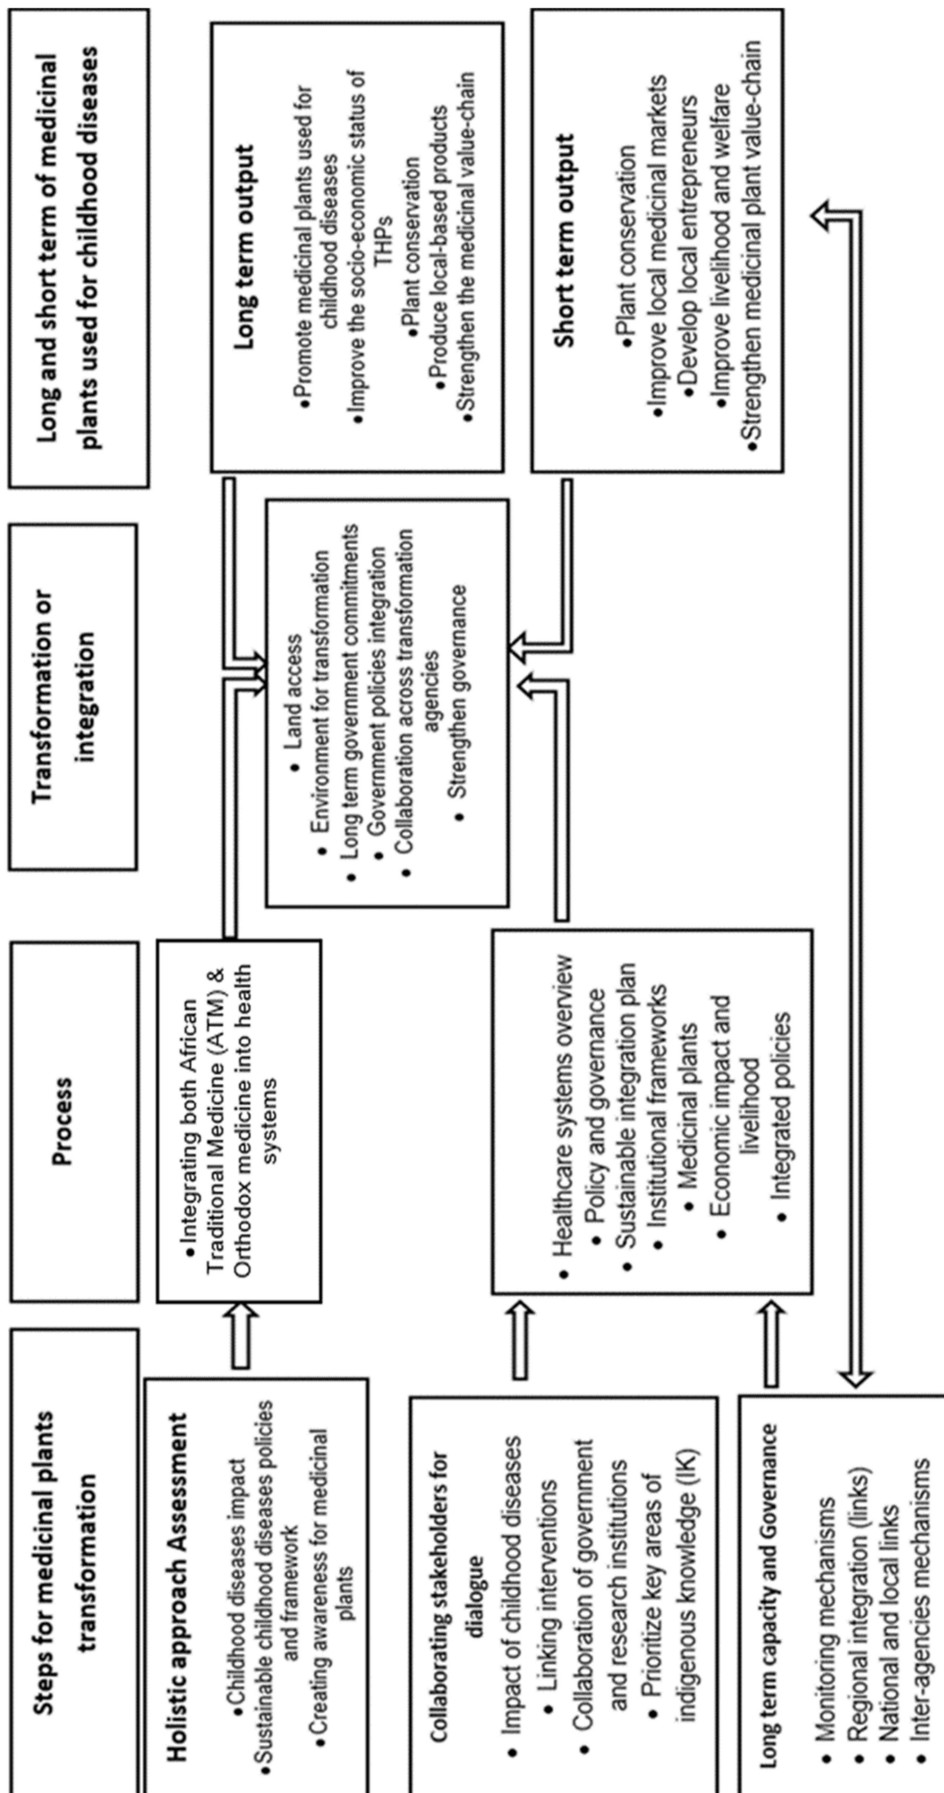 Steps for medicinal plants
transformation
Process
Transformation or
integration
Long and short term of medicinal
plants used for childhood diseases
Holistic approach Assessment
•Childhood diseases impact
•Sustainable childhood diseases policies
and framework
•Creating awareness for medicinal
plants
Collaborating stakeholders for
dialogue
• Impact of childhood diseases
• Linking interventions
• Collaboration of government
and research institutions
• Prioritize key areas of
indigenous knowledge (IK)
Long term capacity and Governance
• Monitoring mechanisms
• Regional integration (links)
• National and local links
• Inter-agencies mechanisms
•Integrating both African
Traditional Medicine (ATM) &
Orthodox medicine into health
systems
• Healthcare systems overview
• Policy and governance
• Sustainable integration plan
• Institutional frameworks
• Medicinal plants
• Economic impact and
livelihood
• Integrated policies
• Land access
• Environment for transformation
• Long term government commitments
• Government policies integration
• Collaboration across transformation
agencies
• Strengthen governance
Long term output
•Promote medicinal plants used for
childhood diseases
•Improve the socio-economic status of
THPs
•Plant conservation
•Produce local-based products
•Strengthen the medicinal value-chain
Short term output
•Plant conservation
•Improve local medicinal markets
•Develop local entrepreneurs
•Improve livelihood and welfare
•Strengthen medicinal plant value-chain